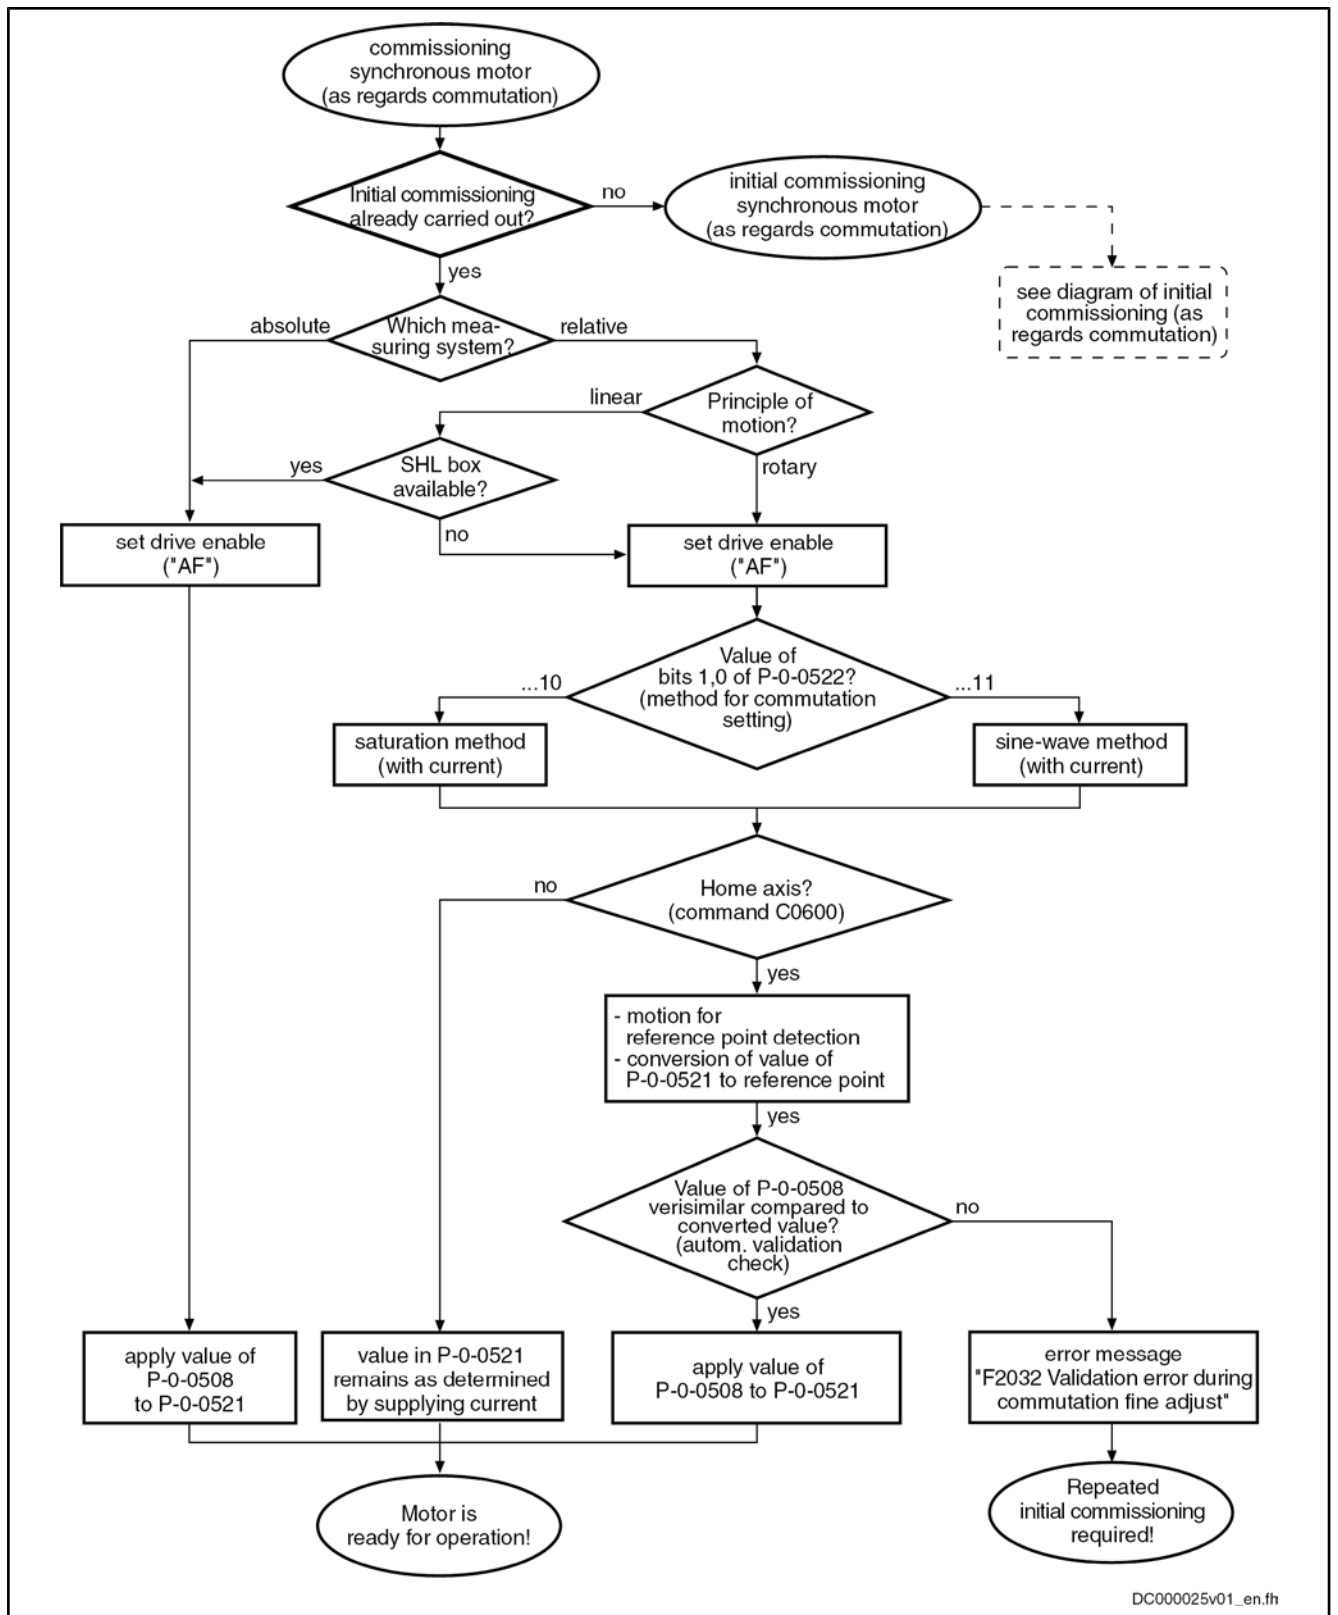 commissioning
synchronous motor
(as regards commutation)
Initial commissioning
already carried out?
no
initial commissioning
synchronous motor
(as regards commutation)
yes
see diagram of initial
commissioning (as
regards commutation)
absolute
Which mea-
suring system?
relative
linear
Principle of
motion?
yes
SHL box
available?
rotary
no
set drive enable
("AF")
set drive enable
("AF")
Value of
bits 1,0 of P-0-0522?
(method for commutation
setting)
...10
...11
saturation method
(with current)
sine-wave method
(with current)
no
Home axis?
(command C0600)
yes
- motion for
reference point detection
- conversion of value of
P-0-0521 to reference point
yes
Value of P-0-0508
verisimilar compared to
converted value?
(autom. validation
check)
no
yes
apply value of
P-0-0508
to P-0-0521
value in P-0-0521
remains as determined
by supplying current
apply value of
P-0-0508 to P-0-0521
error message
"F2032 Validation error during
commutation fine adjust"
Motor is
ready for operation!
Repeated
initial commissioning
required!
DC000025v01_en.fh